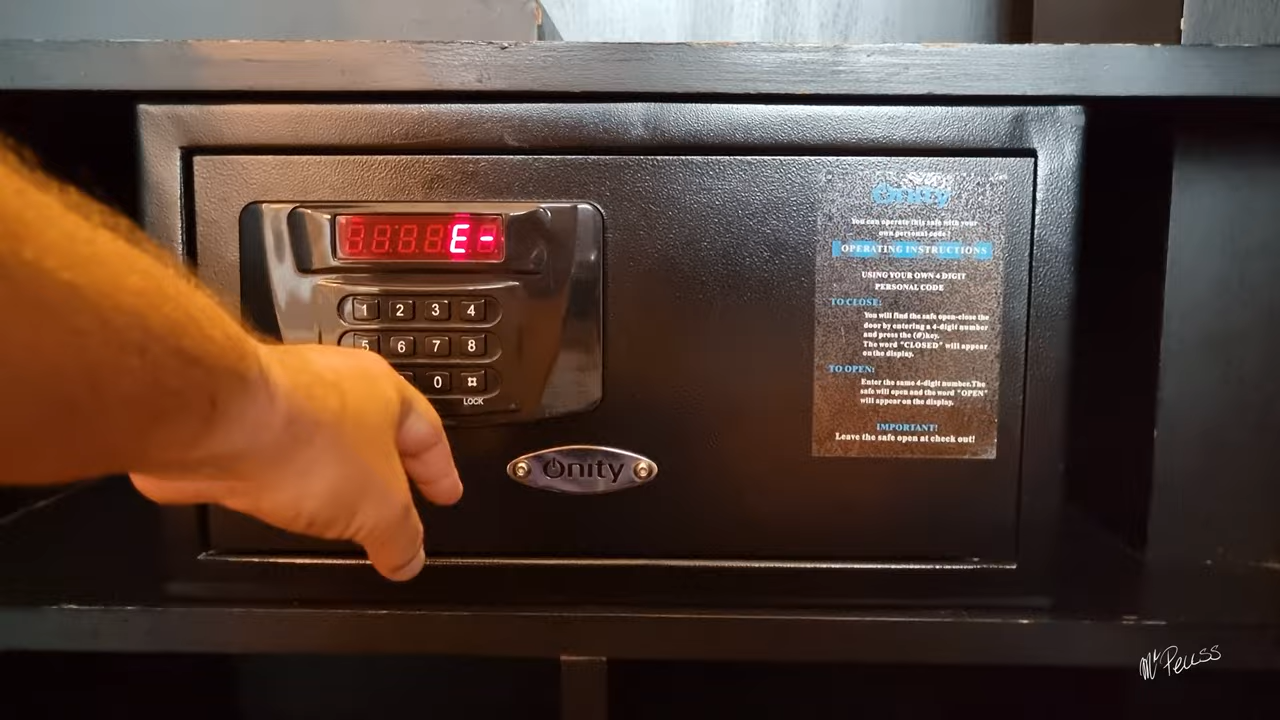 E-
1 2 3 4
5 6 7 8
0 #
LOCK
Onity
Onity
You can operate this safe with your
own personal code !
OPERATING INSTRUCTIONS
USING YOUR OWN 4 DIGIT
PERSONAL CODE
TO CLOSE:
You will find the safe open-close the
door by entering a 4-digit number
and press the (#)key.
The word "CLOSED" will appear
on the display.
TO OPEN:
Enter the same 4-digit number.The
safe will open and the word "OPEN"
will appear on the display.
IMPORTANT!
Leave the safe open at check out!
Mr Peuss